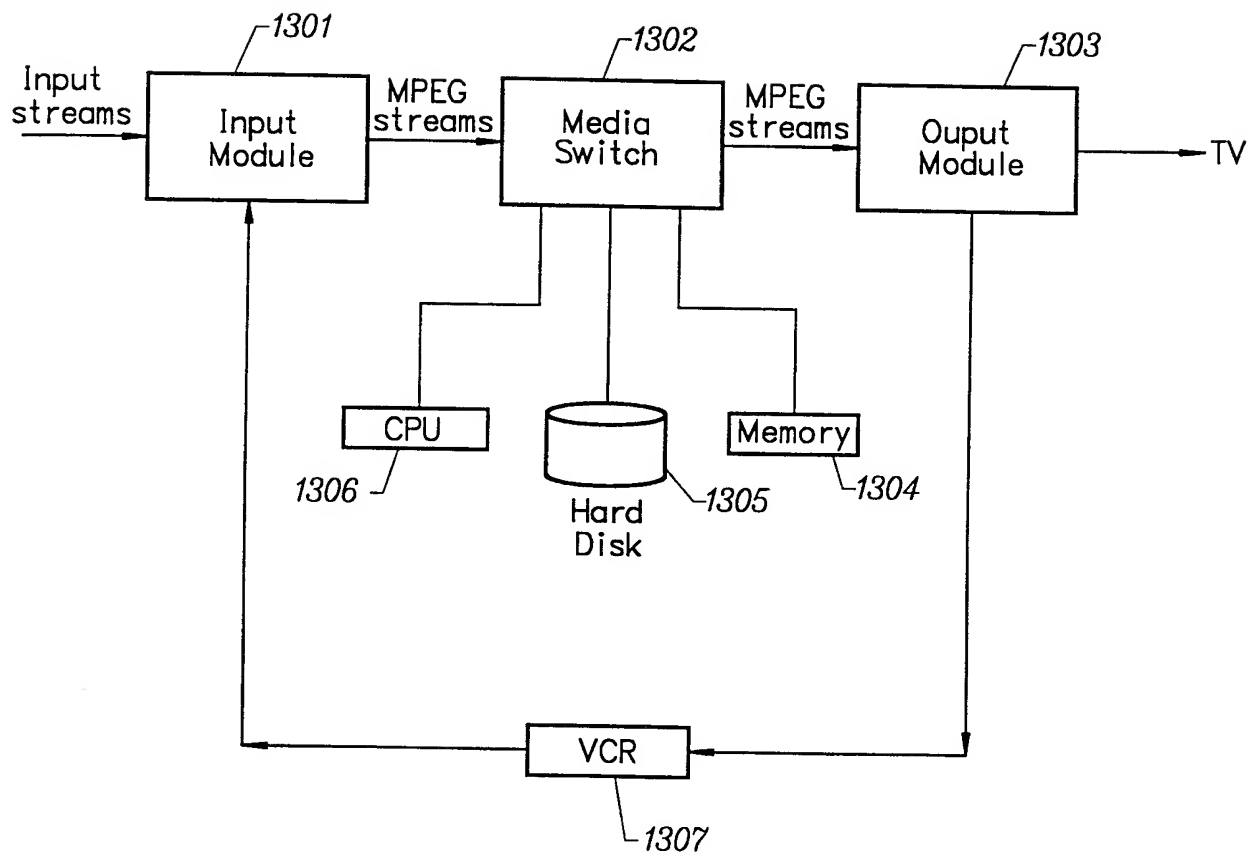 1301
1302
1303
Input
streams
Input
Module
MPEG
streams
Media
Switch
MPEG
streams
Ouput
Module
TV
CPU
1306
Hard
Disk
1305
Memory
1304
VCR
1307